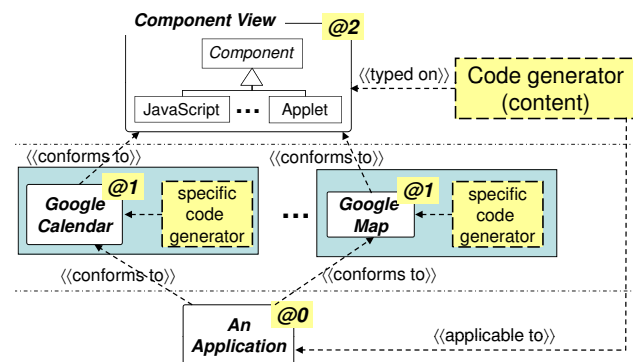 Component View @2
Component
JavaScript ... Applet
⟨⟨typed on⟩⟩
Code generator
(content)
⟨⟨conforms to⟩⟩ ⟨⟨conforms to⟩⟩
@1
Google
Calendar
specific
code
generator
...
@1
Google
Map
specific
code
generator
⟨⟨conforms to⟩⟩ ⟨⟨conforms to⟩⟩
@0
An
Application
⟨⟨applicable to⟩⟩